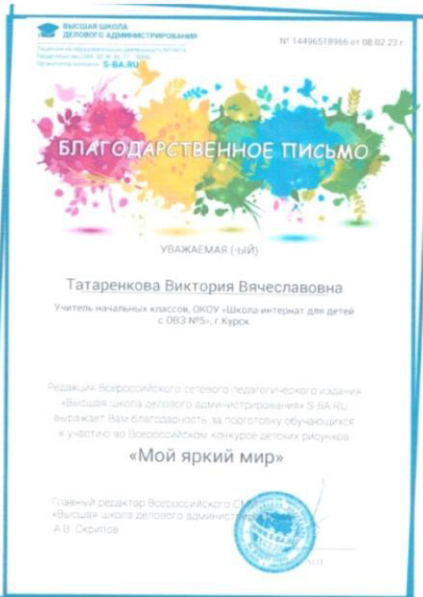 ВЫСШАЯ ШКОЛА
ДЕЛОВОГО АДМИНИСТРИРОВАНИЯ
S-BA.RU
№ 14496518966 от 08.02.23 г.
БЛАГОДАРСТВЕННОЕ ПИСЬМО
УВАЖАЕМАЯ (-ЫЙ)
Татаренкова Виктория Вячеславовна
Учитель начальных классов, ОКОУ «Школа-интернат для детей
с ОВЗ №5», г.Курск
Редакция Всероссийского сетевого педагогического издания
«Высшая школа делового администрирования» S-BA.RU
выражает Вам благодарность за подготовку обучающихся
к участию во Всероссийском конкурсе детских рисунков
«Мой яркий мир»
Главный редактор Всероссийского
«Высшая школа делового
А.В. Скрипов
М.П.